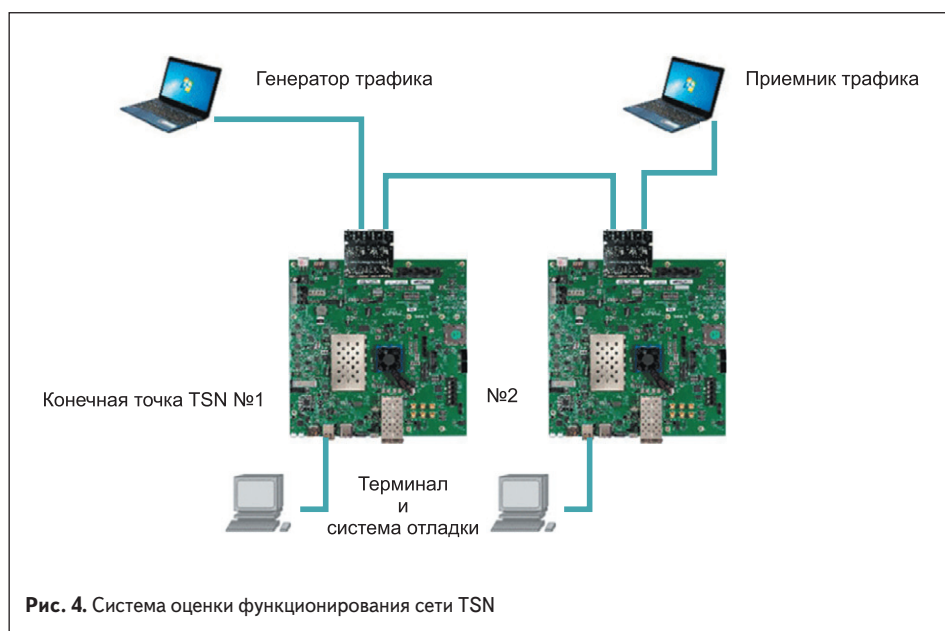 Генератор трафика
Приемник трафика
Конечная точка TSN №1
№2
Терминал
и
система отладки
Рис. 4. Система оценки функционирования сети TSN